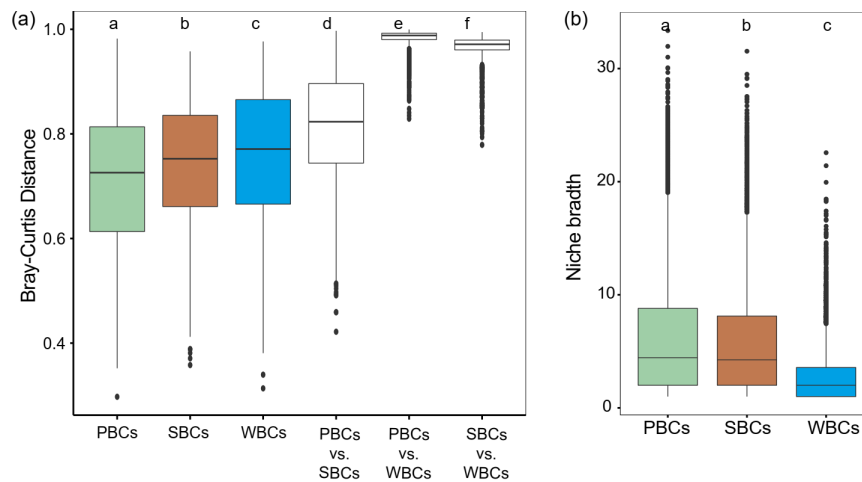 (a)
a b c d e f
1.0
0.8
0.6
0.4
Bray-Curtis Distance
PBCs SBCs WBCs PBCs PBCs SBCs
vs. vs. vs.
SBCs WBCs WBCs
(b)
a b c
30
20
10
0
Niche bradth
PBCs SBCs WBCs